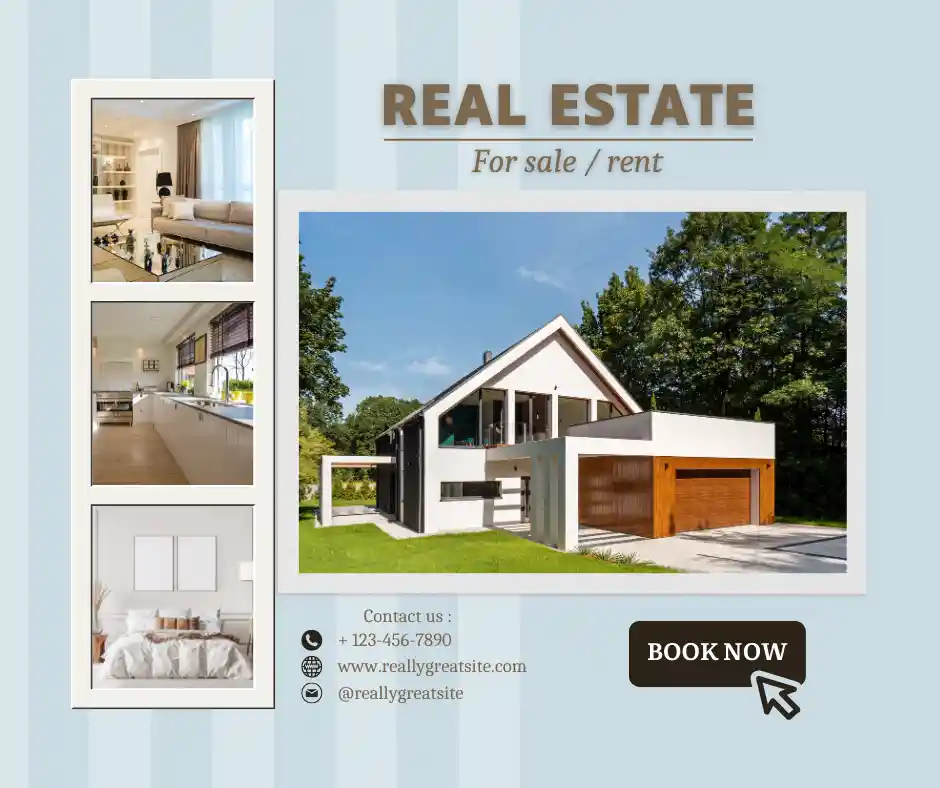 REAL ESTATE
For sale / rent
Contact us :
+ 123-456-7890
www.reallygreatsite.com
@reallygreatsite
BOOK NOW